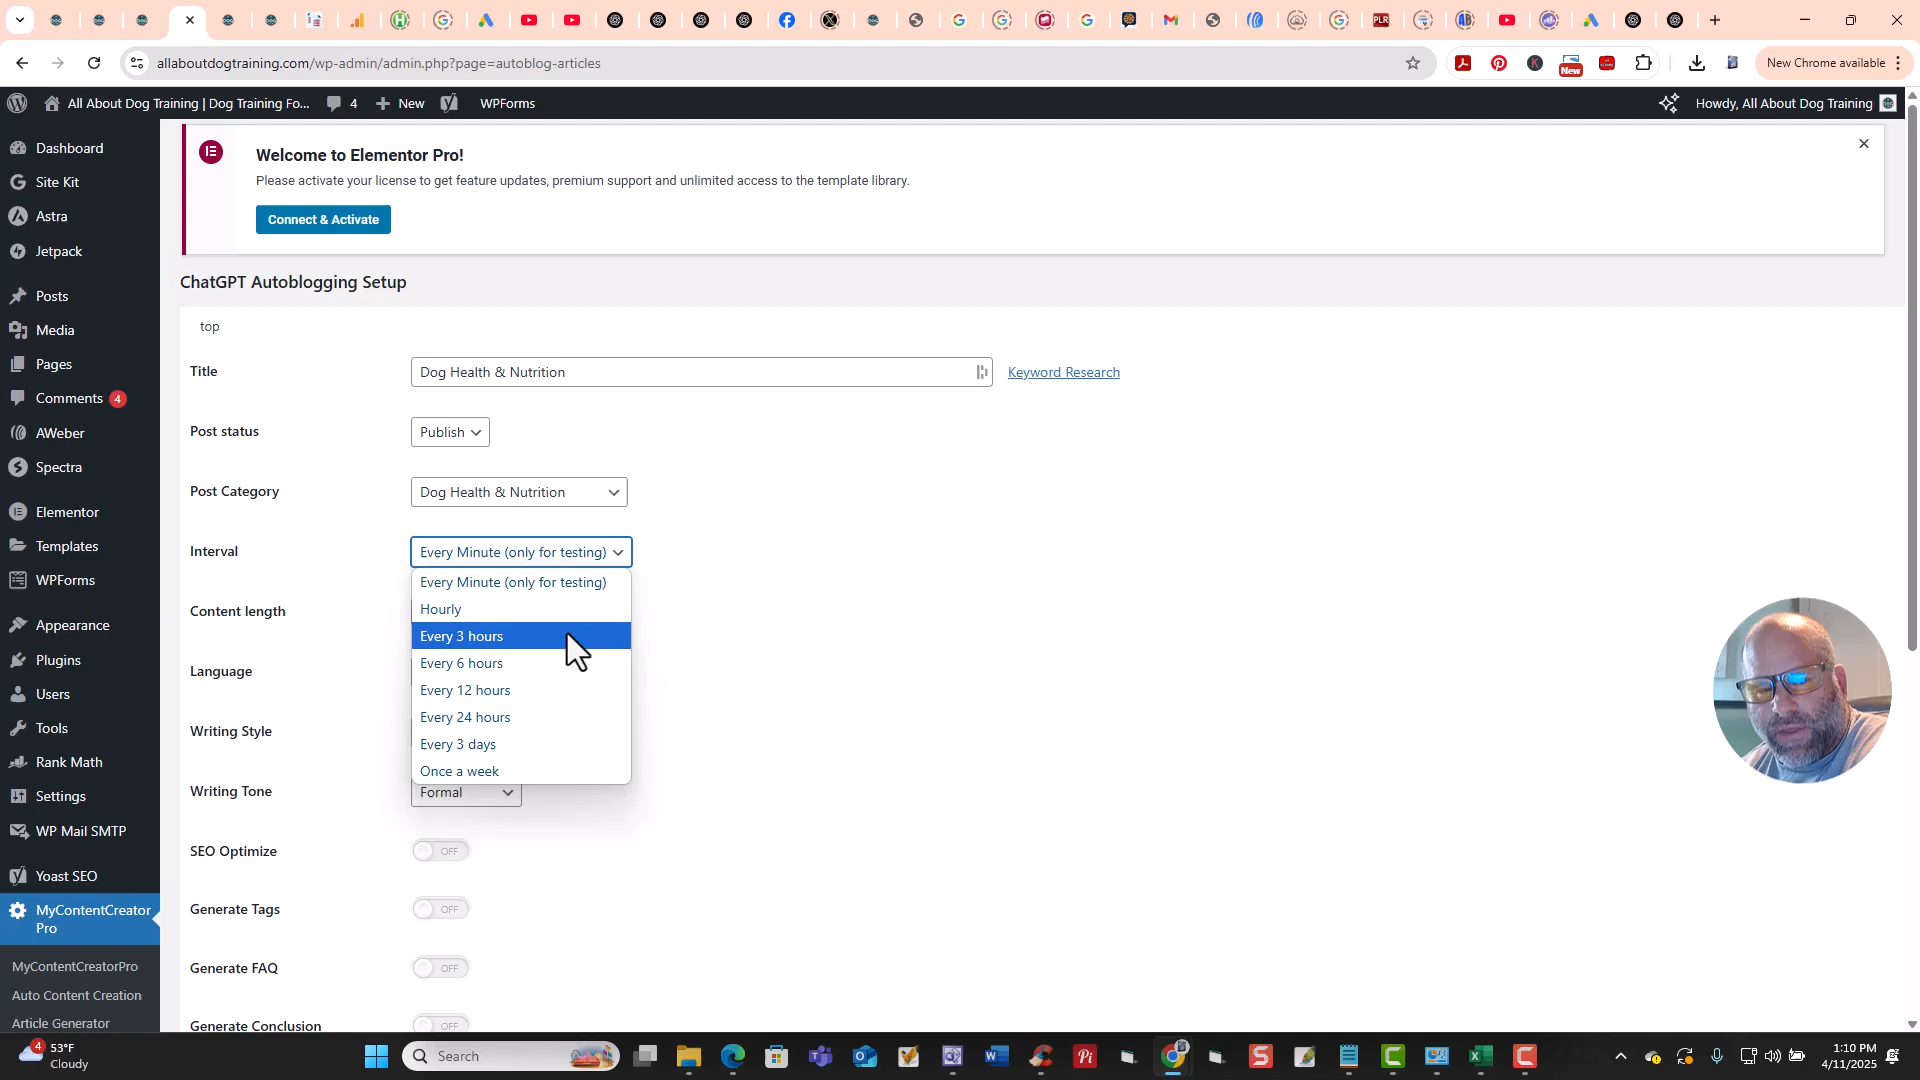 allaboutdogtraining.com/wp-admin/admin.php?page=autoblog-articles
New
New Chrome available
All About Dog Training | Dog Training Fo...
4
New
WPForms
Howdy, All About Dog Training
Dashboard
Site Kit
Astra
Jetpack
Posts
Media
Pages
Comments 4
AWeber
Spectra
Elementor
Templates
WPForms
Appearance
Plugins
Users
Tools
Rank Math
Settings
WP Mail SMTP
Yoast SEO
MyContentCreator
Pro
MyContentCreatorPro
Auto Content Creation
Article Generator
Welcome to Elementor Pro!
Please activate your license to get feature updates, premium support and unlimited access to the template library.
Connect & Activate
ChatGPT Autoblogging Setup
top
Title
Dog Health & Nutrition
Keyword Research
Post status
Publish
Post Category
Dog Health & Nutrition
Interval
Every Minute (only for testing)
Every Minute (only for testing)
Hourly
Every 3 hours
Every 6 hours
Every 12 hours
Every 24 hours
Every 3 days
Once a week
Content length
Language
Writing Style
Writing Tone
Formal
SEO Optimize
OFF
Generate Tags
OFF
Generate FAQ
OFF
Generate Conclusion
OFF
4
53°F
Cloudy
Search
1:10 PM
4/11/2025